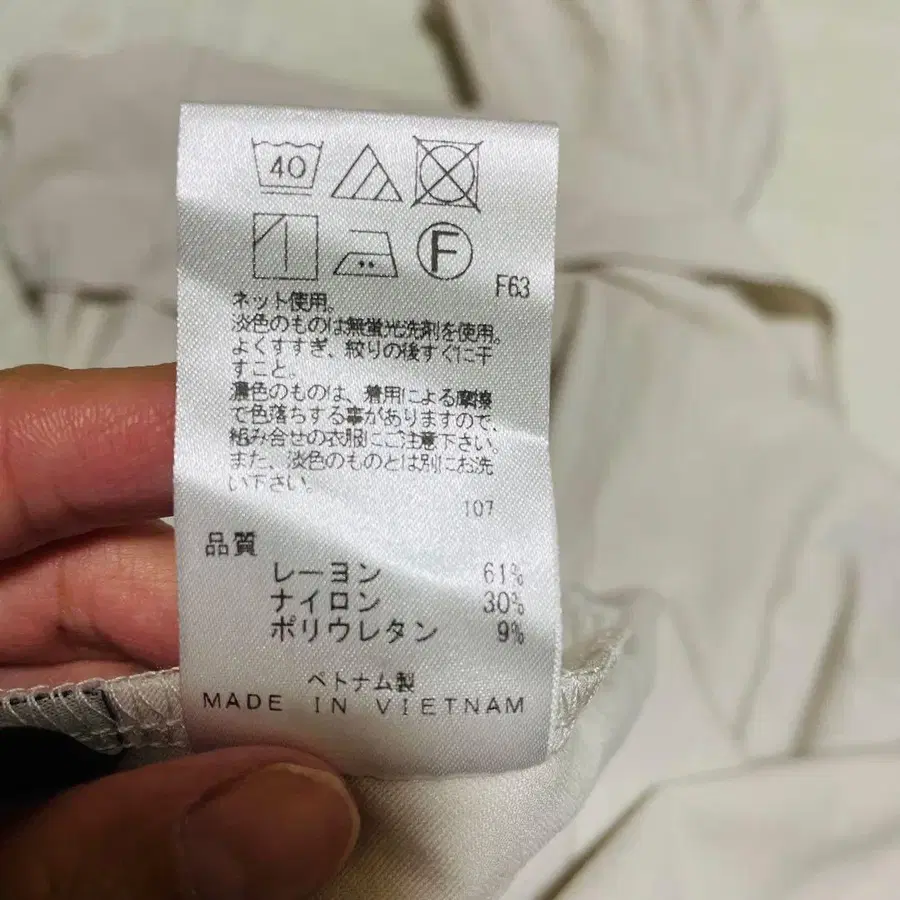 40
F
F63
ネット使用。
淡色のものは無蛍光洗剤を使用。
よくすすぎ、絞りの後すぐに干
すこと。
濃色のものは、着用による摩擦
で色落ちする事がありますので、
組み合せの衣服にご注意下さい。
また、淡色のものとは別にお洗
い下さい。
107
品質
レーヨン 61%
ナイロン 30%
ポリウレタン 9%
ベトナム製
MADE IN VIETNAM